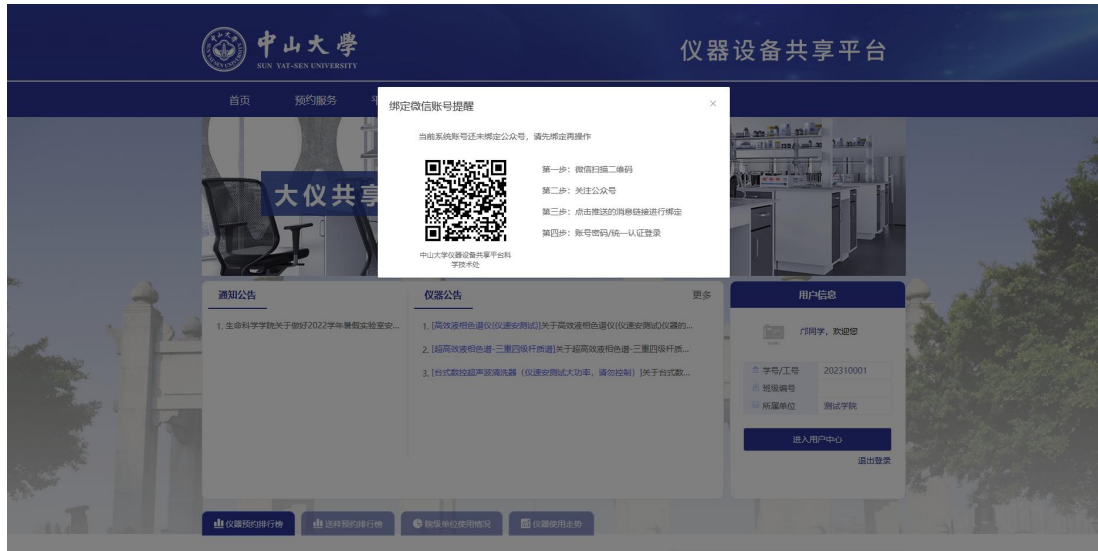 中山大學
SUN YAT-SEN UNIVERSITY
仪器设备共享平台
首页 预约服务
绑定微信账号提醒 ×
当前系统账号还未绑定公众号，请先绑定再操作
第一步：微信扫描二维码
第二步：关注公众号
第三步：点击推送的消息链接进行绑定
第四步：账号密码/统一认证登录
中山大学仪器设备共享平台科
学技术处
大仪共享
通知公告
1. 生命科学学院关于做好2022学年暑假实验室安...
仪器公告 更多
1. [高效液相色谱仪(仪速安测试)]关于高效液相色谱仪(仪速安测试)仪器的...
2. [超高效液相色谱-三重四级杆质谱]关于超高效液相色谱-三重四级杆质...
3. [台式数控超声波清洗器（仪速安测试大功率，请勿控制）]关于台式数...
用户信息
邝同学，欢迎您
学号/工号 202310001
班级编号
所属单位 测试学院
进入用户中心
退出登录
仪器预约排行榜 送样预约排行榜 院级单位使用情况 仪器使用走势